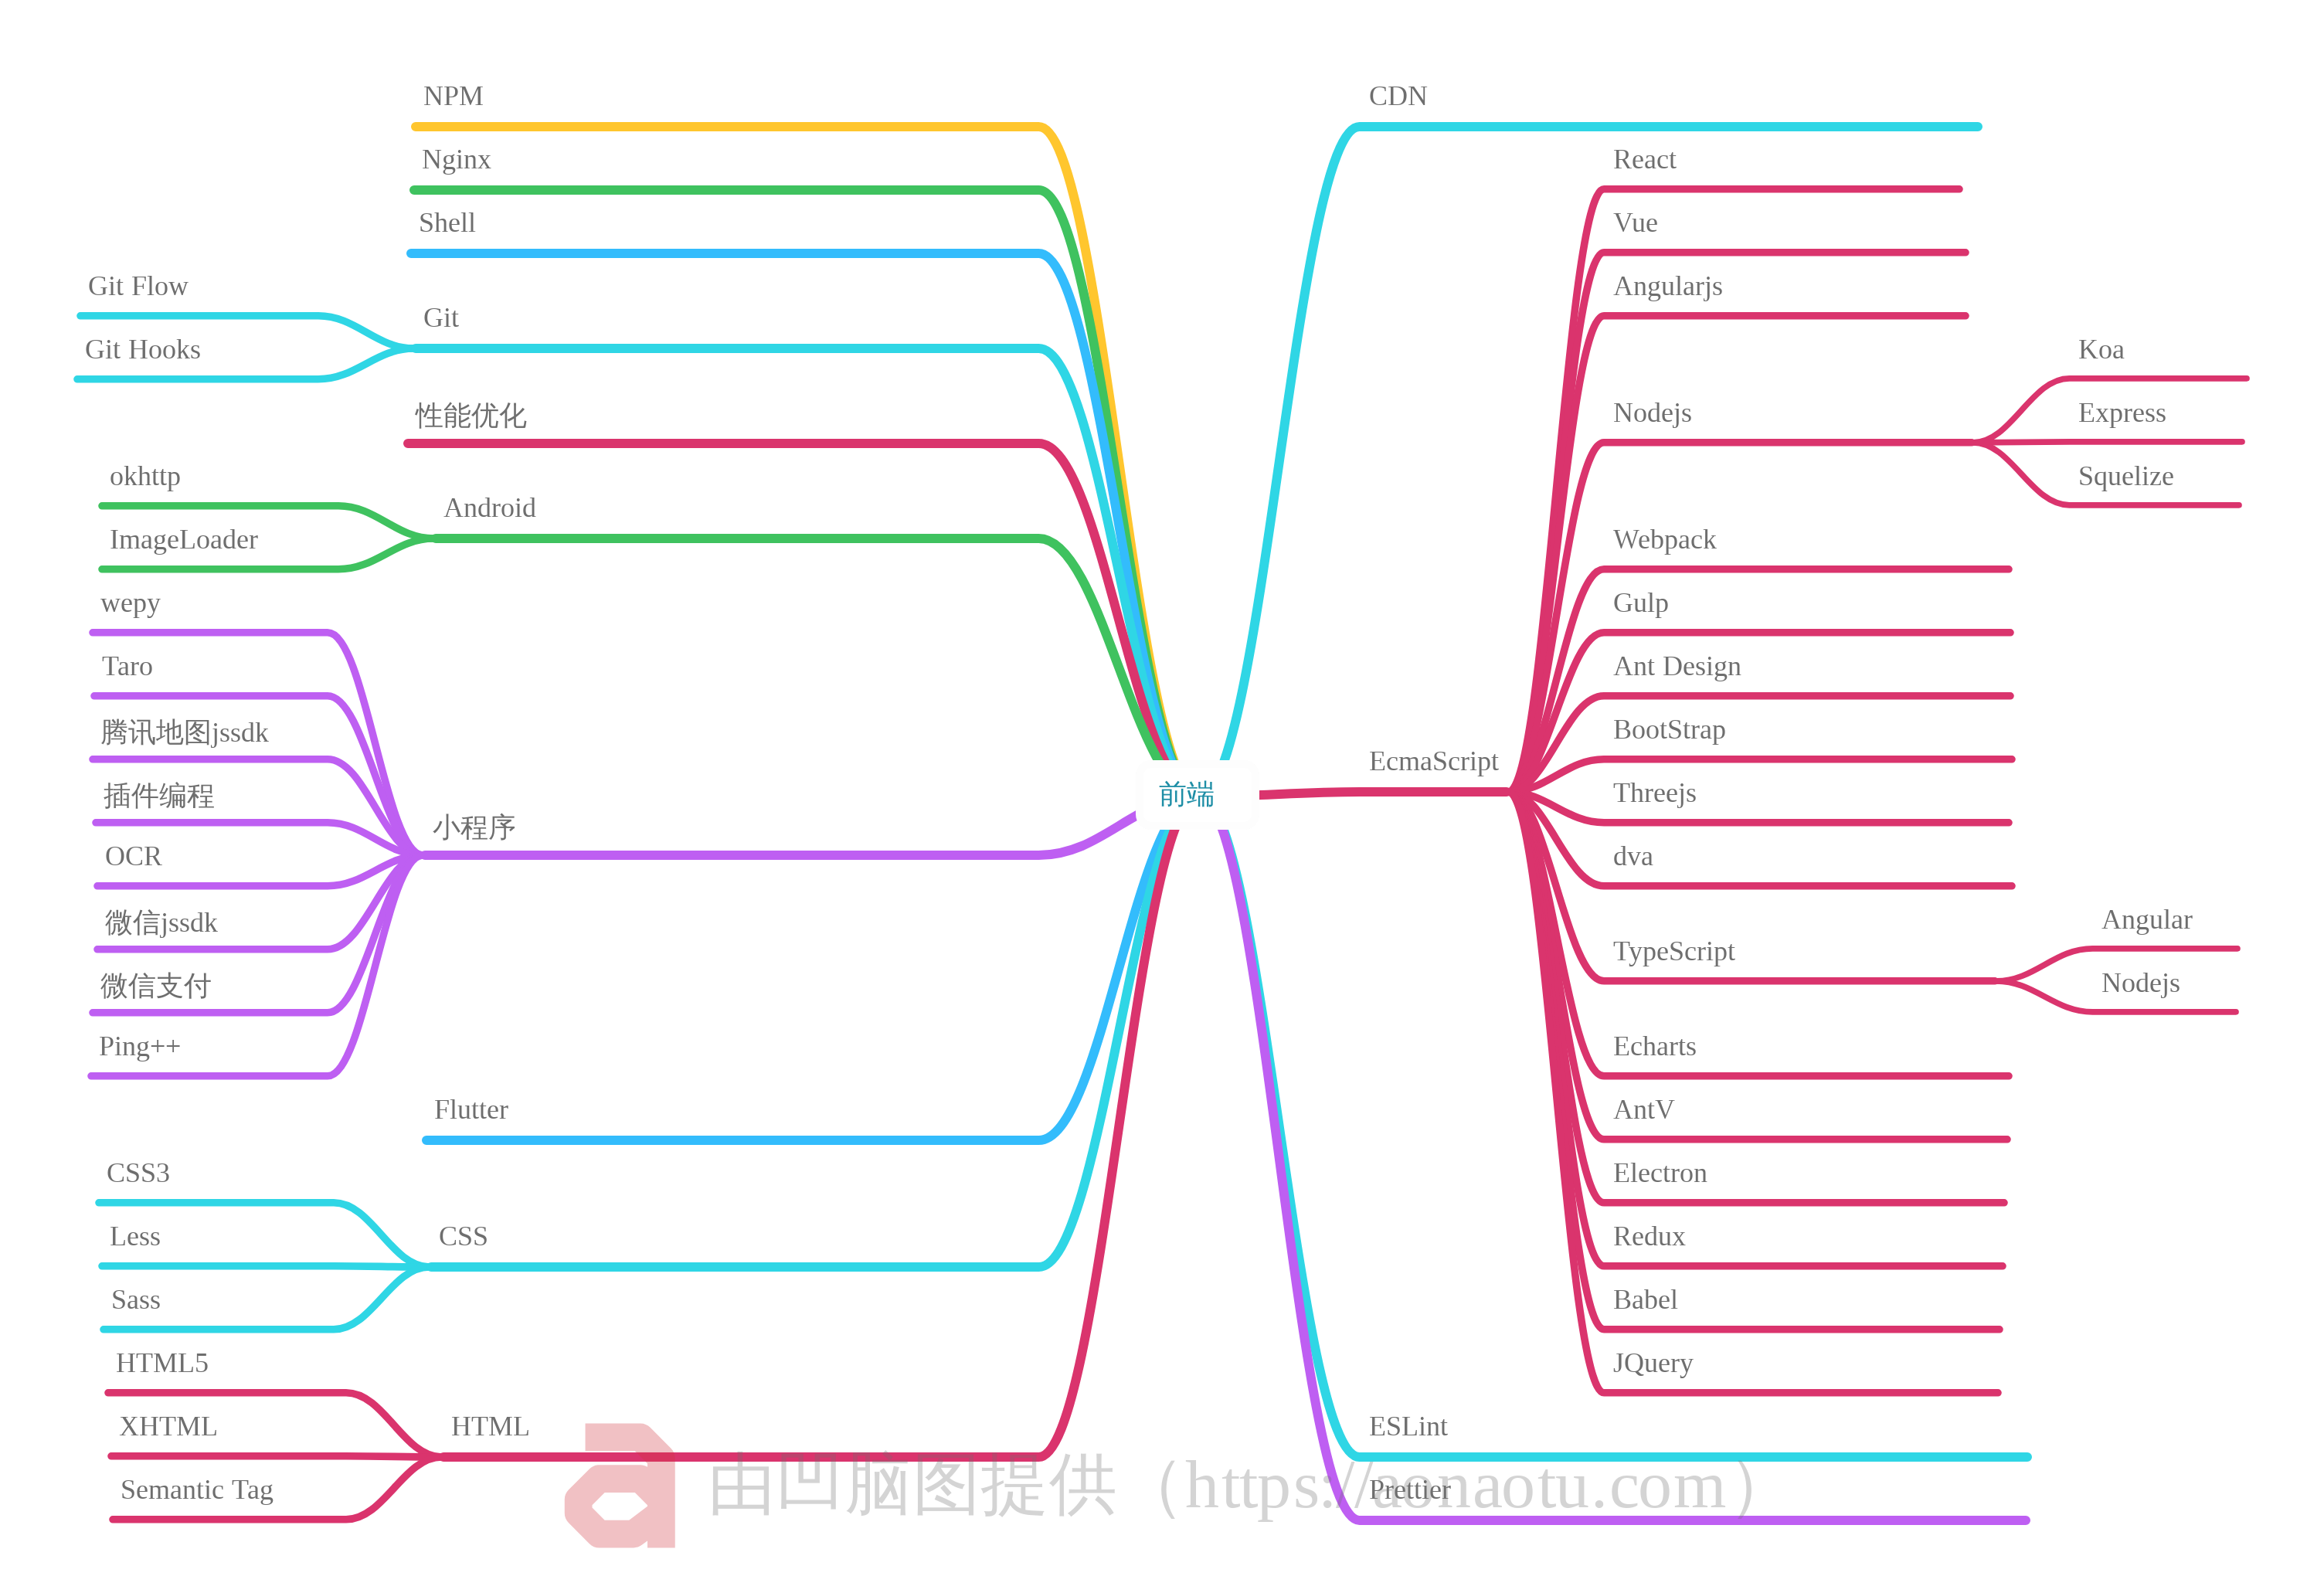 NPM
Nginx
Shell
Git
Git Flow
Git Hooks
性能优化
Android
okhttp
ImageLoader
小程序
wepy
Taro
腾讯地图jssdk
插件编程
OCR
微信jssdk
微信支付
Ping++
Flutter
CSS
CSS3
Less
Sass
HTML
HTML5
XHTML
Semantic Tag
前端
CDN
EcmaScript
React
Vue
Angularjs
Nodejs
Koa
Express
Squelize
Webpack
Gulp
Ant Design
BootStrap
Threejs
dva
TypeScript
Angular
Nodejs
Echarts
AntV
Electron
Redux
Babel
JQuery
ESLint
Prettier
由凹脑图提供（https://aonaotu.com）